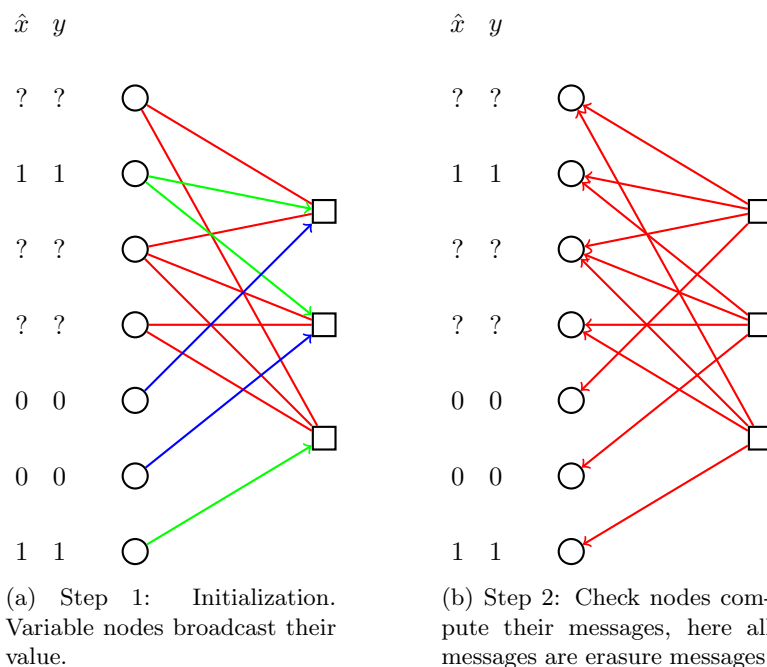 x̂ y x̂ y
? ? ? ?
1 1 1 1
? ? ? ?
? ? ? ?
0 0 0 0
0 0 0 0
1 1 1 1
(a) Step 1: Initialization.
Variable nodes broadcast their
value.
(b) Step 2: Check nodes com-
pute their messages, here all
messages are erasure messages